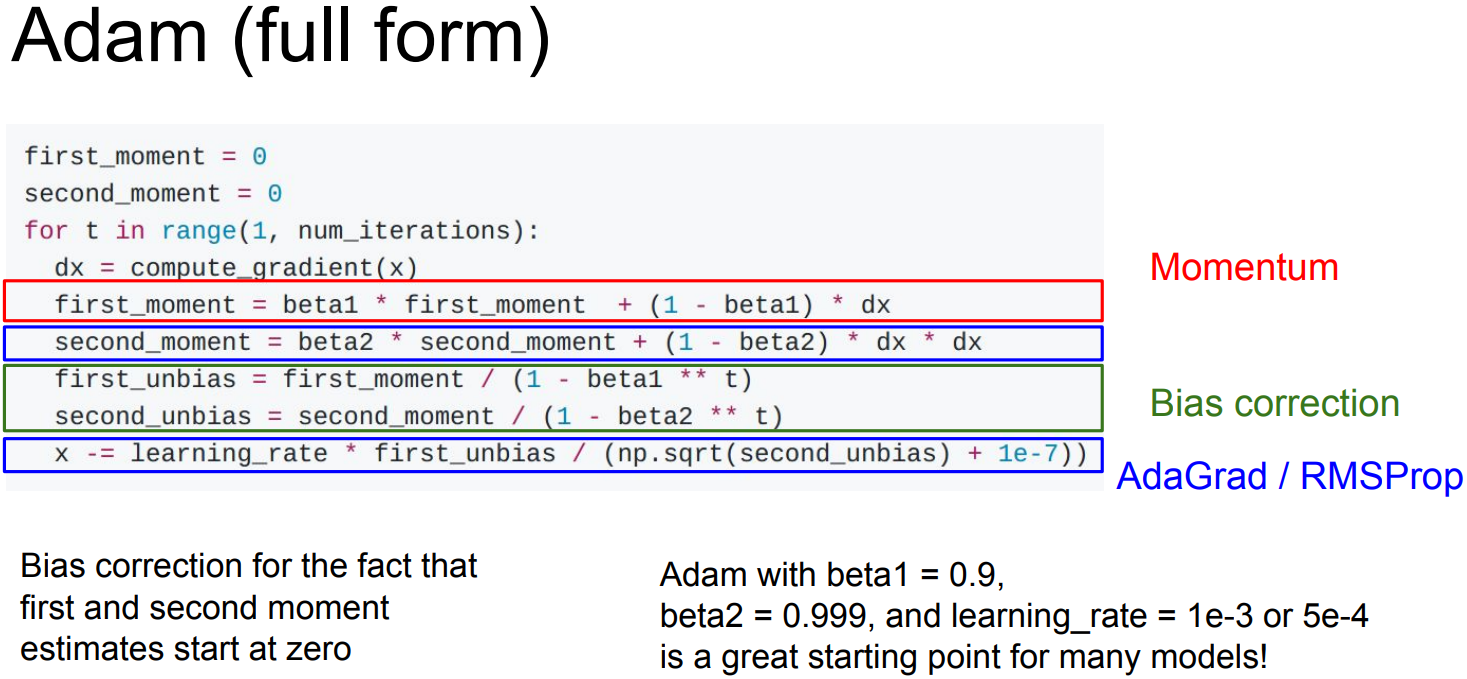 Adam (full form)
first_moment = 0
second_moment = 0
for t in range(1, num_iterations):
  dx = compute_gradient(x)
  first_moment = beta1 * first_moment  + (1 - beta1) * dx
  second_moment = beta2 * second_moment + (1 - beta2) * dx * dx
  first_unbias = first_moment / (1 - beta1 ** t)
  second_unbias = second_moment / (1 - beta2 ** t)
  x -= learning_rate * first_unbias / (np.sqrt(second_unbias) + 1e-7))
Momentum
Bias correction
AdaGrad / RMSProp
Bias correction for the fact that
first and second moment
estimates start at zero
Adam with beta1 = 0.9,
beta2 = 0.999, and learning_rate = 1e-3 or 5e-4
is a great starting point for many models!